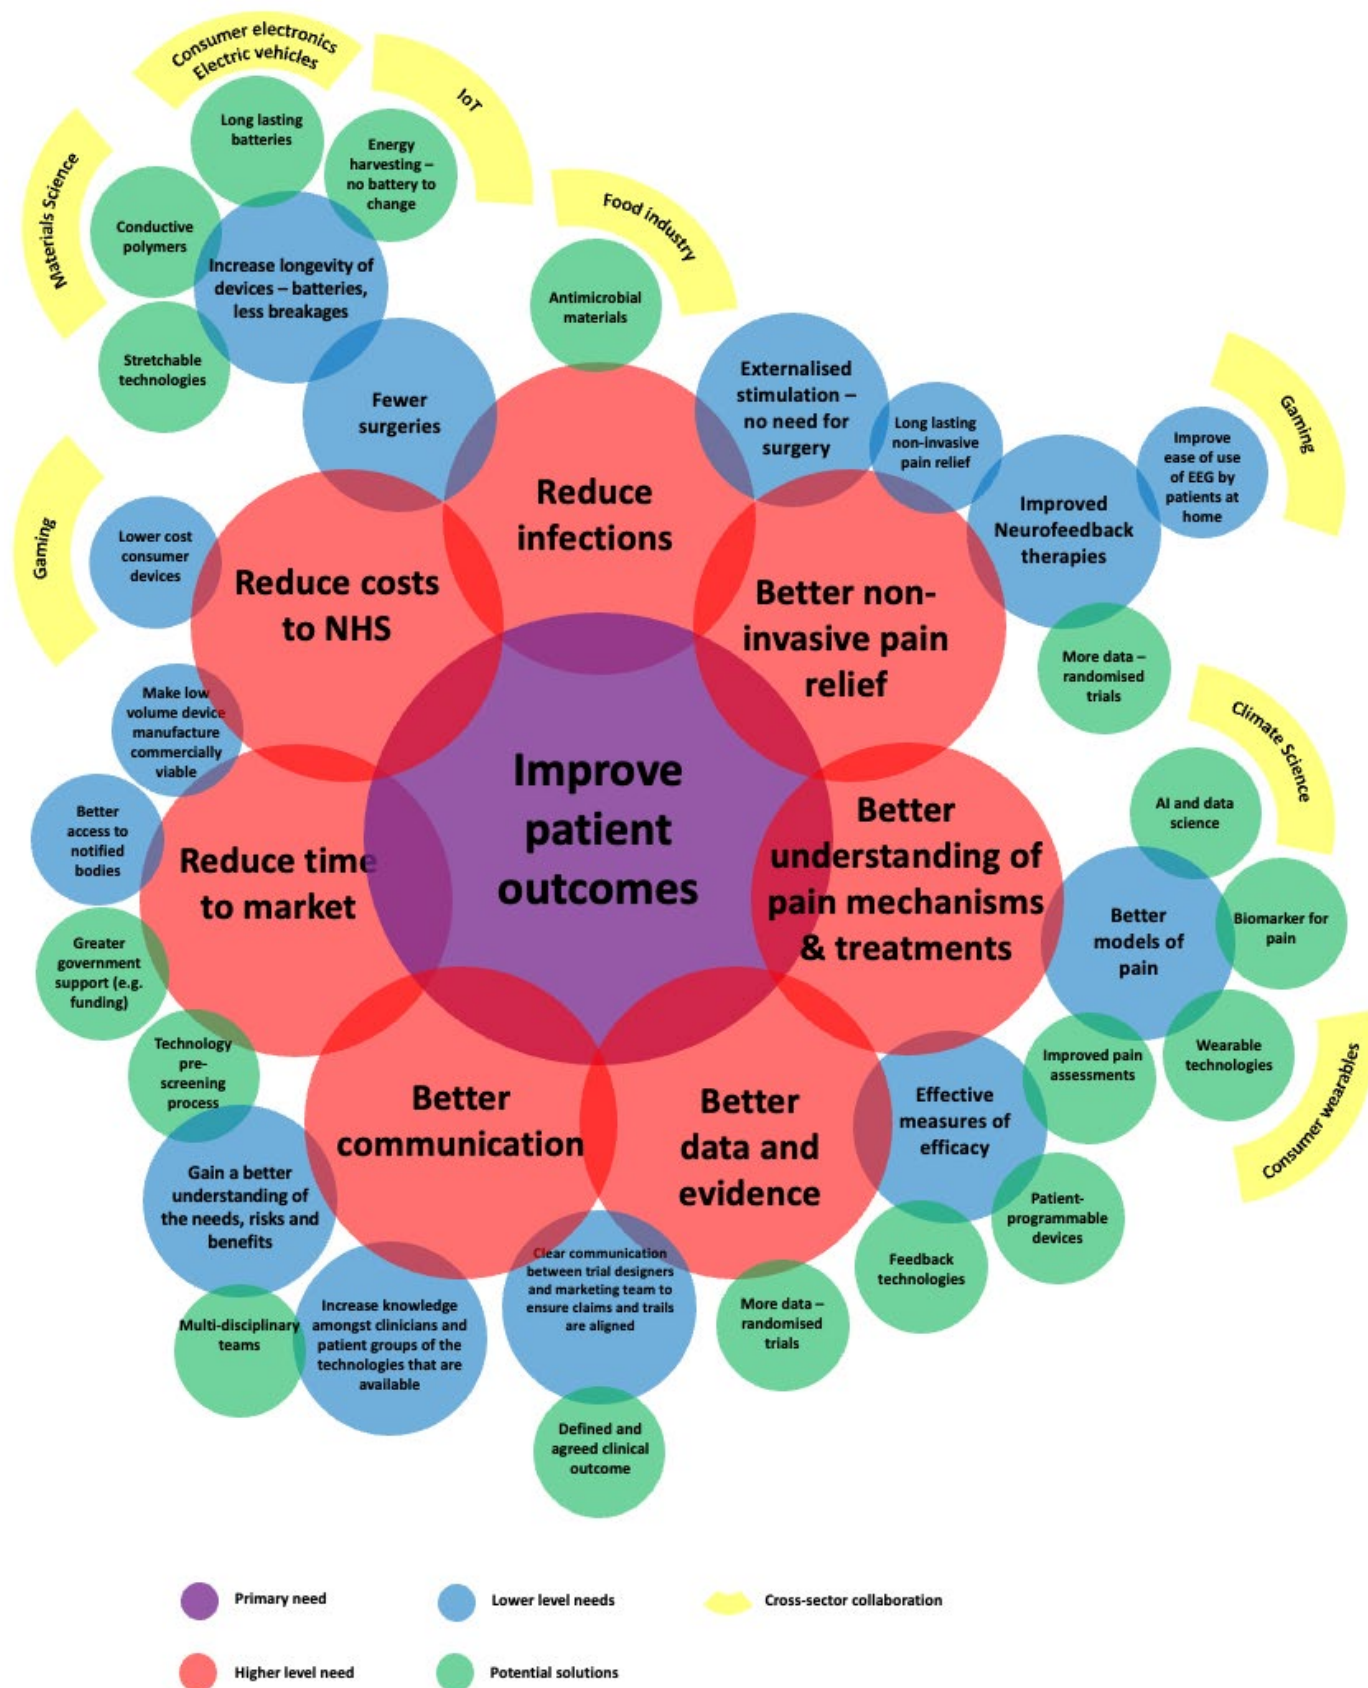 Consumer electronics
Electric vehicles
IoT
Materials Science
Long lasting
batteries
Energy
harvesting –
no battery to
change
Conductive
polymers
Increase longevity of
devices – batteries,
less breakages
Stretchable
technologies
Fewer
surgeries
Food industry
Antimicrobial
materials
Externalised
stimulation –
no need for
surgery
Long lasting
non-invasive
pain relief
Improved
Neurofeedback
therapies
Improve
ease of use
of EEG by
patients at
home
Gaming
More data –
randomised
trials
Gaming
Lower cost
consumer
devices
Reduce costs
to NHS
Reduce
infections
Better non-
invasive pain
relief
Make low
volume device
manufacture
commercially
viable
Better
access to
notified
bodies
Reduce time
to market
Improve
patient
outcomes
Better
understanding of
pain mechanisms
& treatments
Climate Science
AI and data
science
Better
models of
pain
Biomarker for
pain
Wearable
technologies
Consumer wearables
Greater
government
support (e.g.
funding)
Technology
pre-
screening
process
Better
communication
Better
data and
evidence
Effective
measures of
efficacy
Improved pain
assessments
Patient-
programmable
devices
Feedback
technologies
Gain a better
understanding of
the needs, risks and
benefits
Multi-disciplinary
teams
Increase knowledge
amongst clinicians and
patient groups of the
technologies that are
available
Clear communication
between trial designers
and marketing team to
ensure claims and trails
are aligned
More data –
randomised
trials
Defined and
agreed clinical
outcome
Primary need
Lower level needs
Cross-sector collaboration
Higher level need
Potential solutions